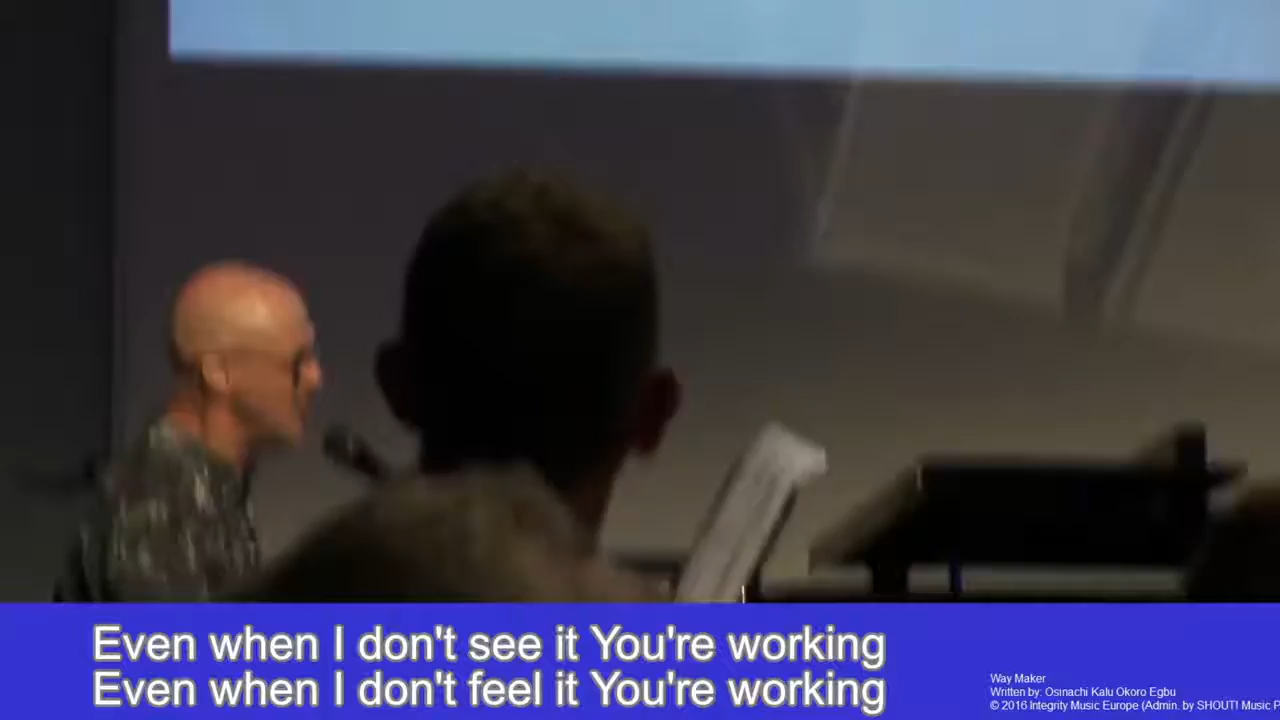 Even when I don't see it You're working
Even when I don't feel it You're working
Way Maker
Written by: Osinachi Kalu Okoro Egbu
© 2016 Integrity Music Europe (Admin. by SHOUT! Music P